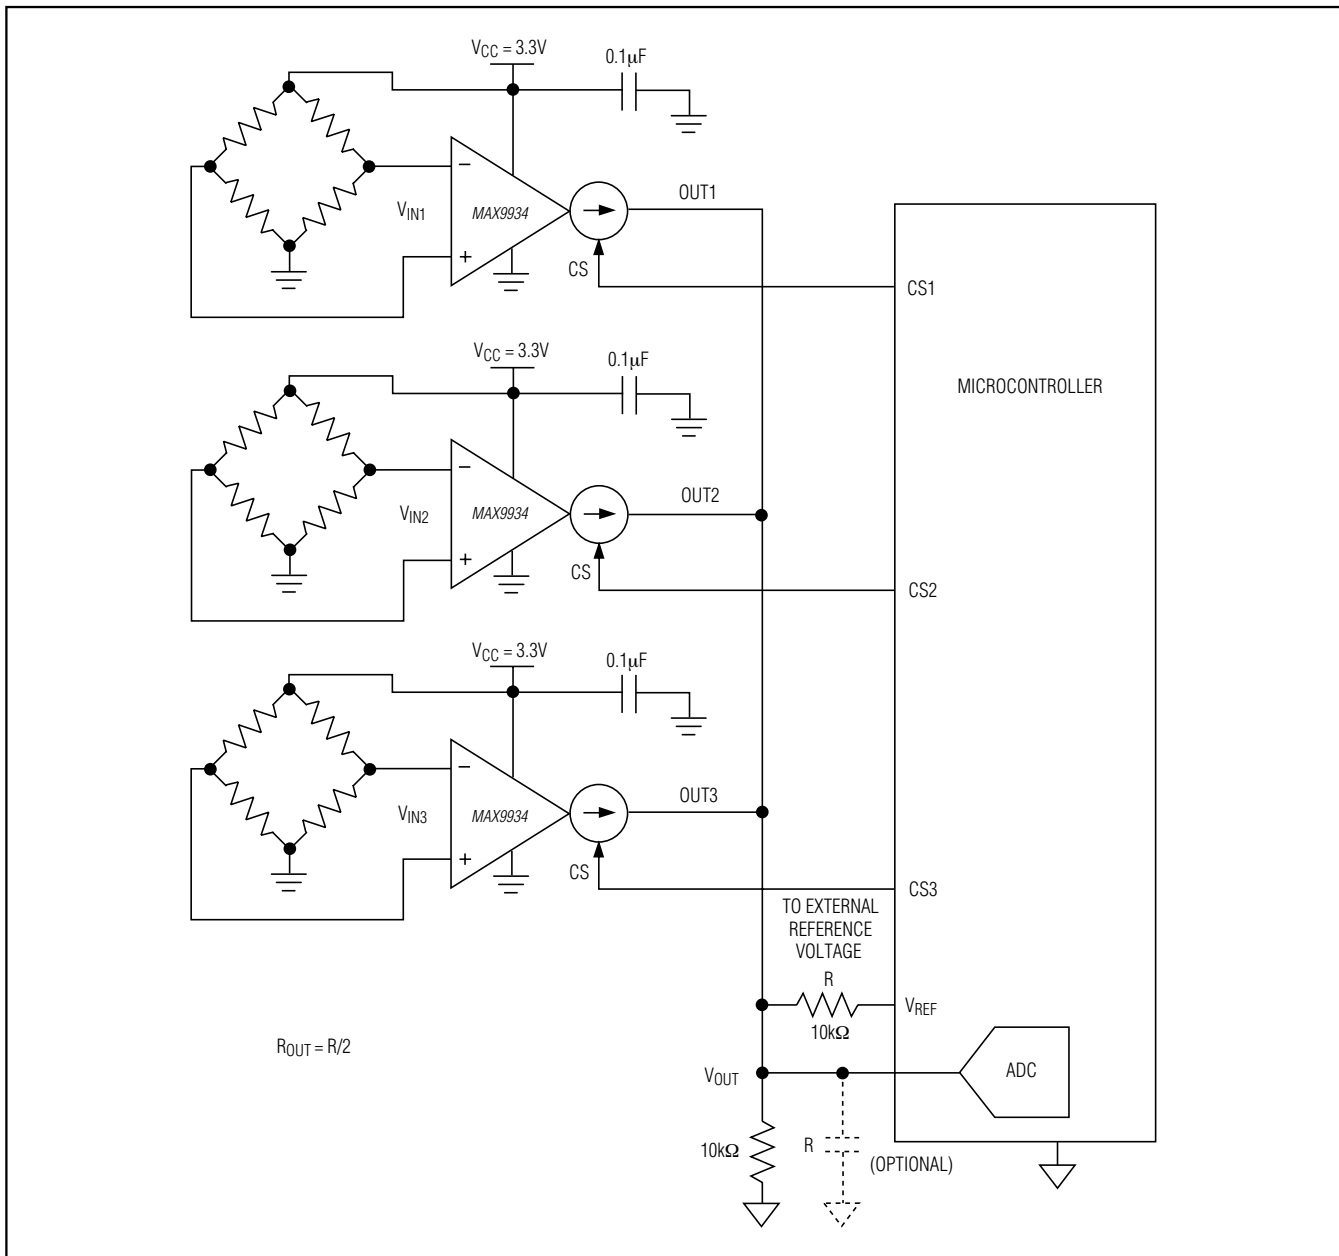 VCC = 3.3V
0.1µF
VIN1
−
MAX9934
+
OUT1
CS
CS1
VCC = 3.3V
0.1µF
MICROCONTROLLER
VIN2
−
MAX9934
+
OUT2
CS
CS2
VCC = 3.3V
0.1µF
VIN3
−
MAX9934
+
OUT3
CS
CS3
TO EXTERNAL
REFERENCE
VOLTAGE
R
10kΩ
VREF
ROUT = R/2
VOUT
ADC
10kΩ
R
(OPTIONAL)